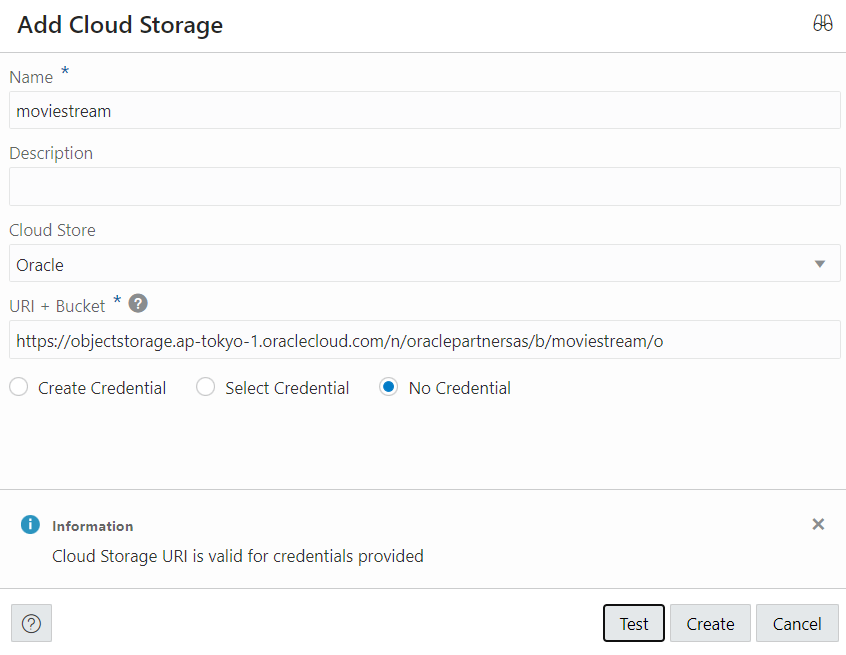 Add Cloud Storage
Name *
moviestream
Description
Cloud Store
Oracle
URI + Bucket * ?
https://objectstorage.ap-tokyo-1.oraclecloud.com/n/oraclepartnersas/b/moviestream/o
Create Credential Select Credential No Credential
i Information
Cloud Storage URI is valid for credentials provided
? Test Create Cancel